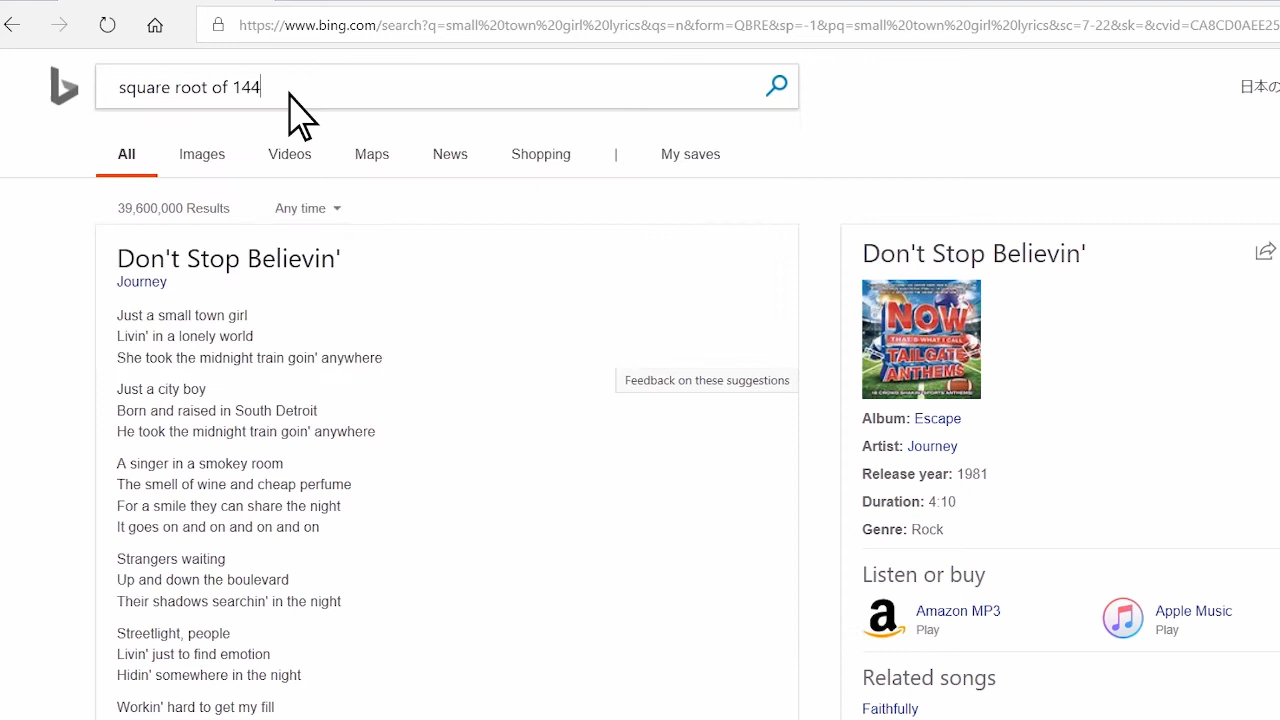 https://www.bing.com/search?q=small%20town%20girl%20lyrics&qs=n&form=QBRE&sp=-1&pq=small%20town%20girl%20lyrics&sc=7-22&sk=&cvid=CA8CD0AEE25
square root of 144
日本の
All Images Videos Maps News Shopping | My saves
39,600,000 Results Any time
Don't Stop Believin'
Journey
Just a small town girl
Livin' in a lonely world
She took the midnight train goin' anywhere
Just a city boy
Born and raised in South Detroit
He took the midnight train goin' anywhere
A singer in a smokey room
The smell of wine and cheap perfume
For a smile they can share the night
It goes on and on and on and on
Strangers waiting
Up and down the boulevard
Their shadows searchin' in the night
Streetlight, people
Livin' just to find emotion
Hidin' somewhere in the night
Workin' hard to get my fill
Feedback on these suggestions
Don't Stop Believin'
NOW
THAT'S WHAT I CALL
TAILGATE
ANTHEMS
Album: Escape
Artist: Journey
Release year: 1981
Duration: 4:10
Genre: Rock
Listen or buy
Amazon MP3
Play
Apple Music
Play
Related songs
Faithfully